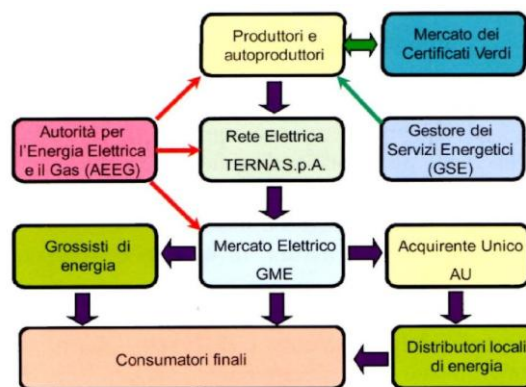 Produttori e
autoproduttori
Mercato dei
Certificati Verdi
Autorità per
l'Energia Elettrica
e il Gas (AEEG)
Rete Elettrica
TERNA S.p.A.
Gestore dei
Servizi Energetici
(GSE)
Grossisti di
energia
Mercato Elettrico
GME
Acquirente Unico
AU
Consumatori finali
Distributori locali
di energia